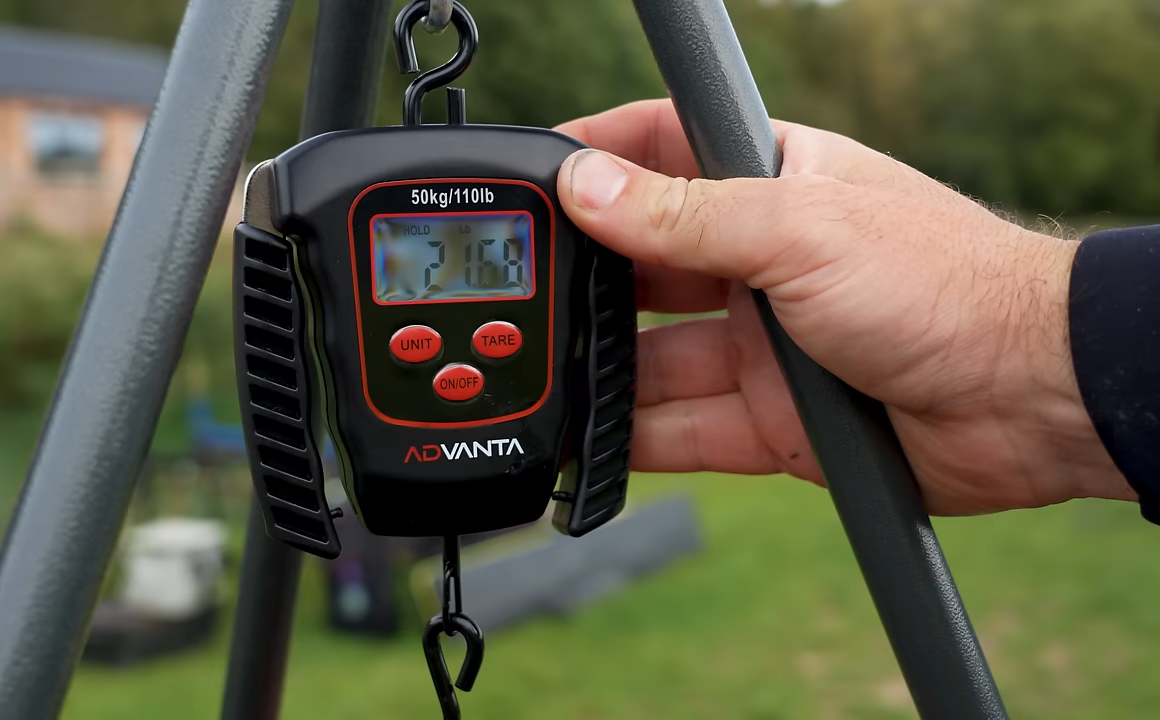 50kg/110lb
HOLD Lb
21.68
UNIT TARE
ON/OFF
ADVANTA